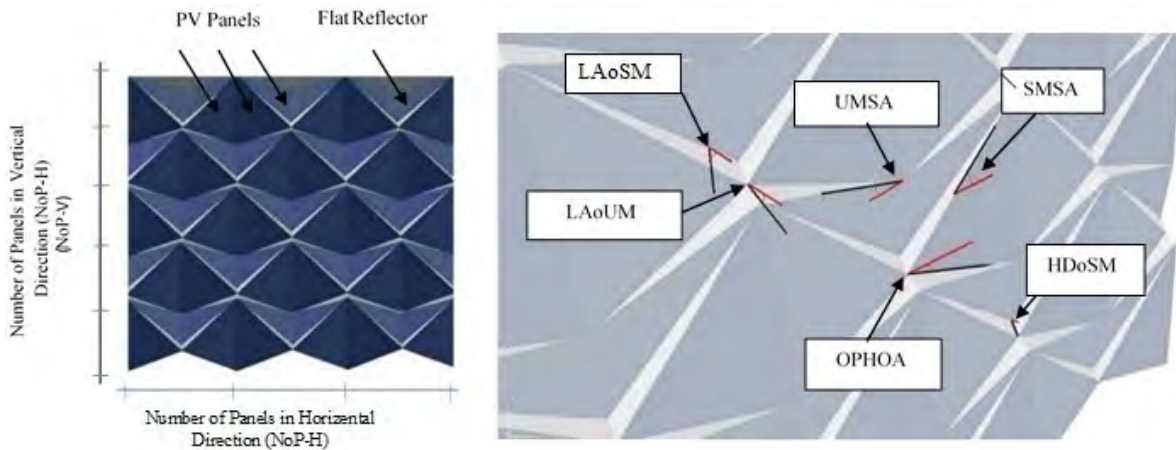 PV Panels
Flat Reflector
Number of Panels in Vertical
Direction (NoP-H)
(NoP-V)
Number of Panels in Horizental
Direction (NoP-H)
LAoSM
UMSA
SMSA
LAoUM
HDoSM
OPHOA